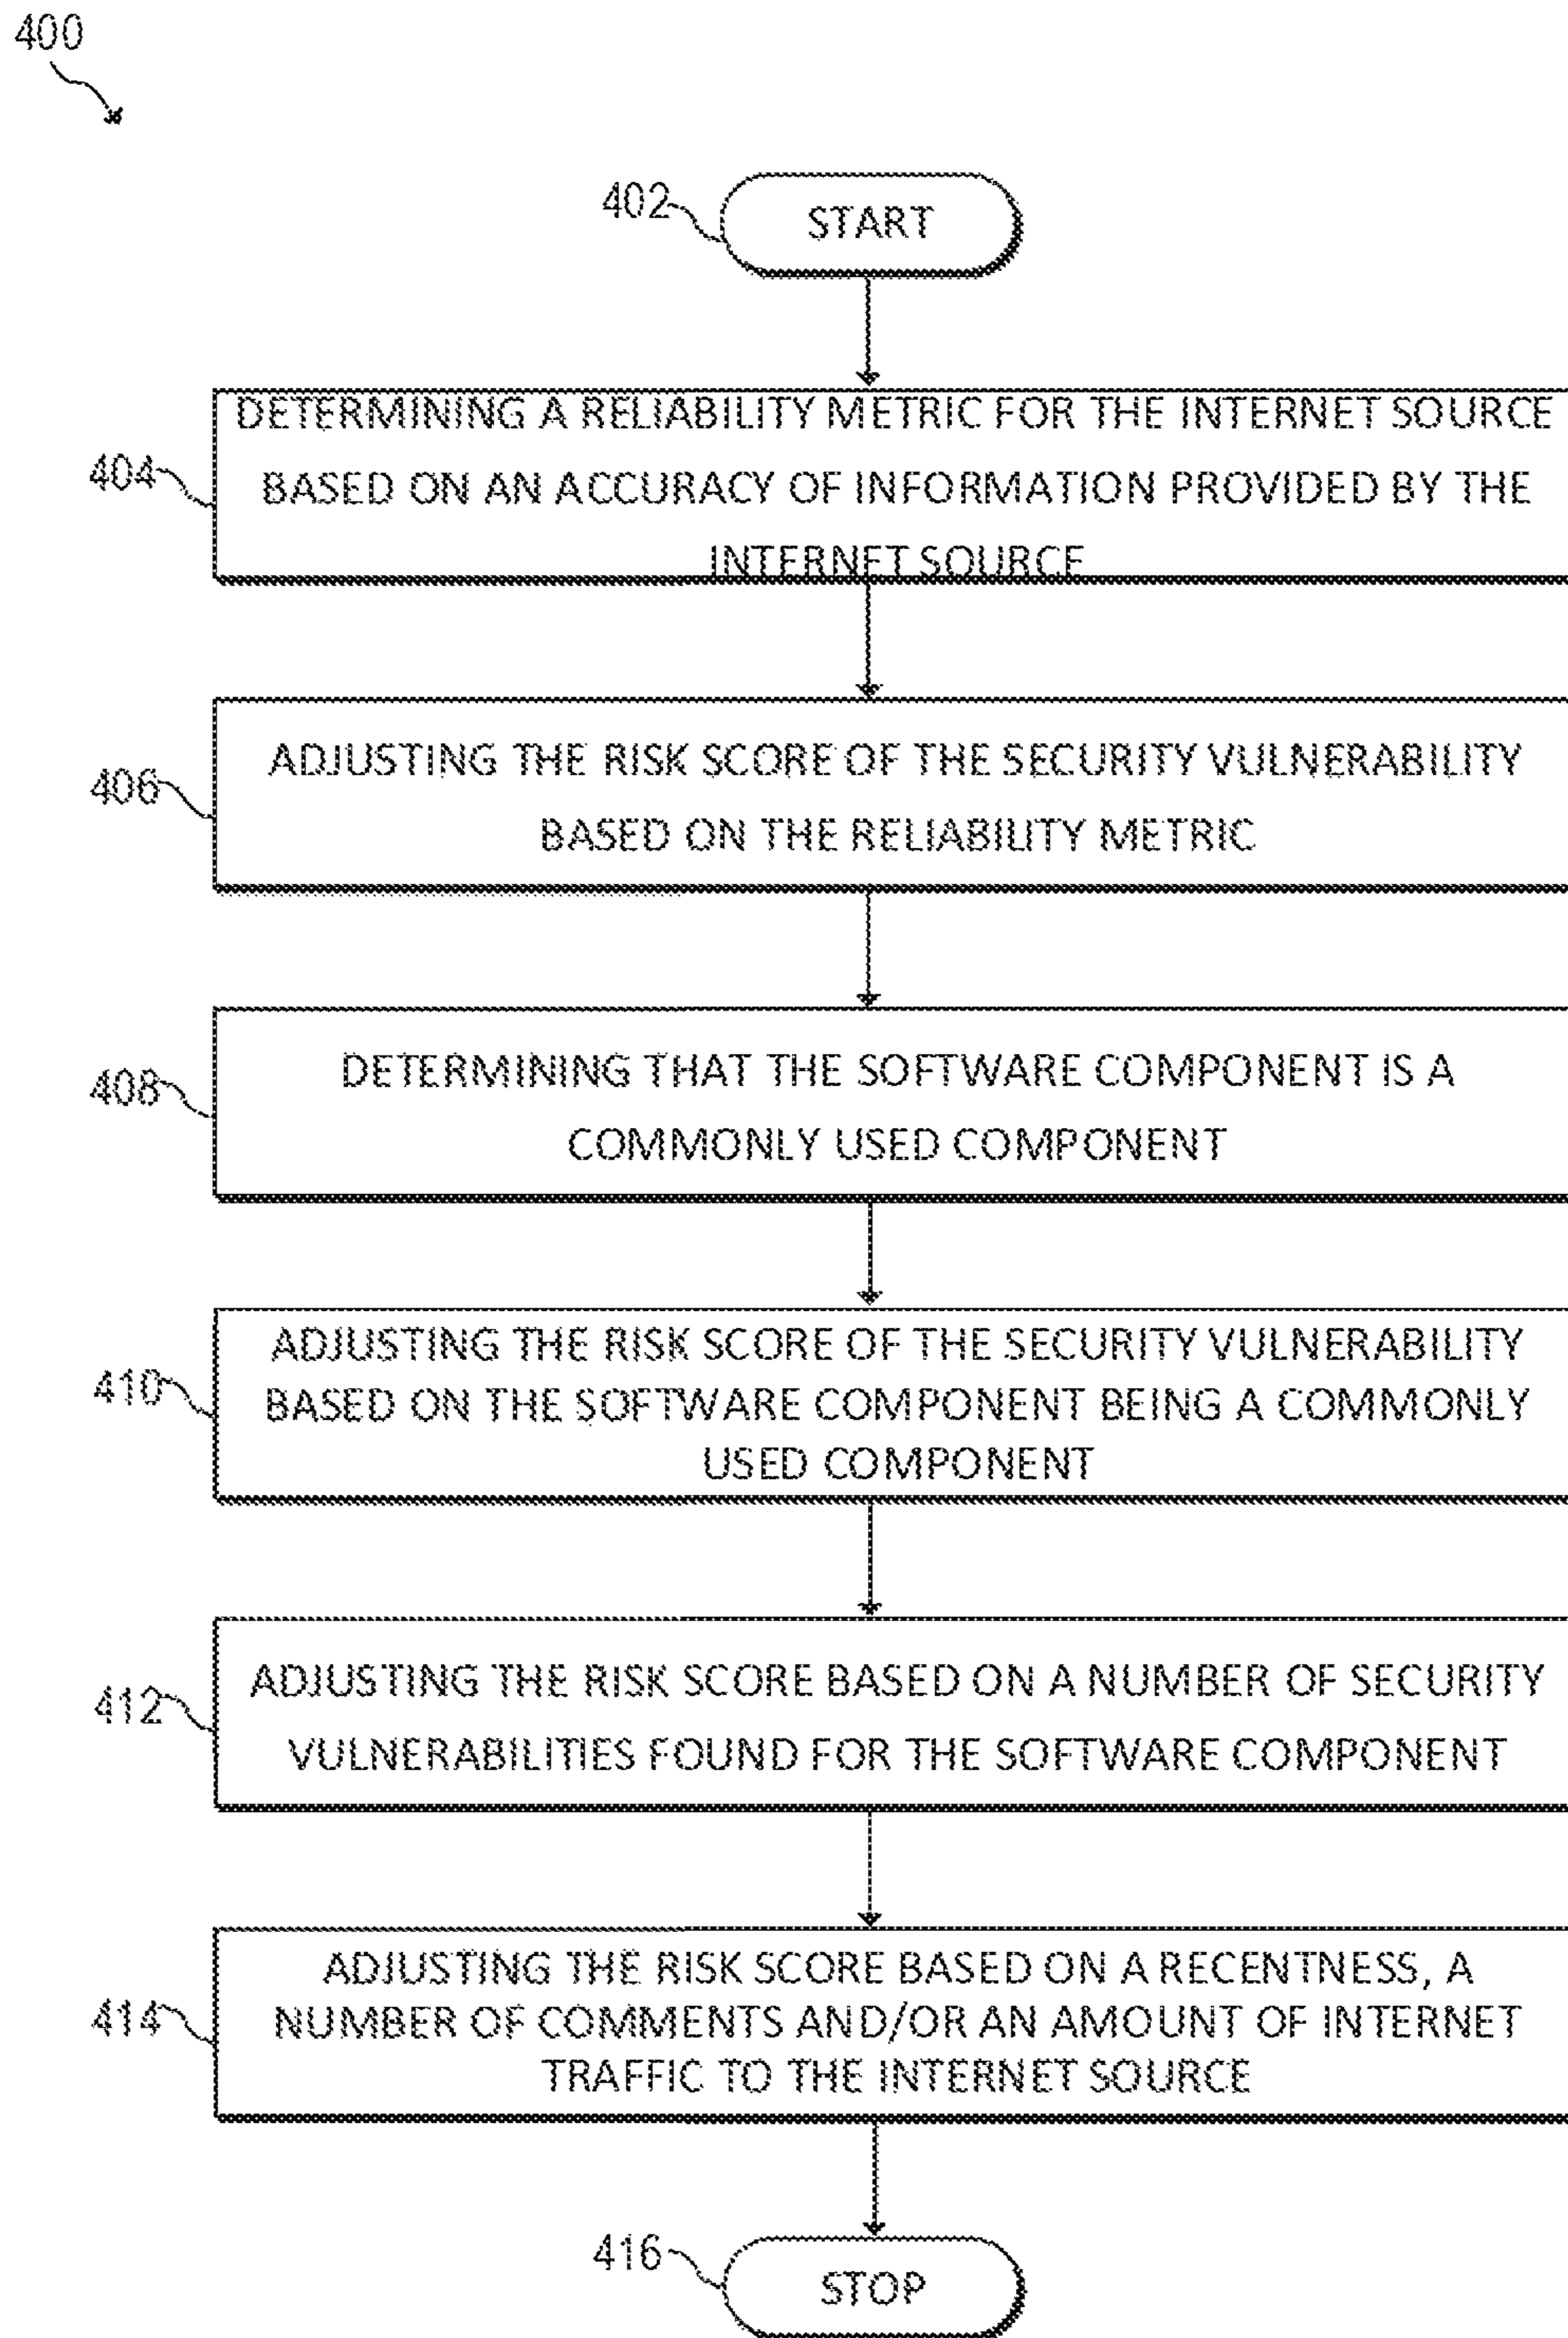 400
402
START
404
DETERMINING A RELIABILITY METRIC FOR THE INTERNET SOURCE
BASED ON AN ACCURACY OF INFORMATION PROVIDED BY THE
INTERNET SOURCE
406
ADJUSTING THE RISK SCORE OF THE SECURITY VULNERABILITY
BASED ON THE RELIABILITY METRIC
408
DETERMINING THAT THE SOFTWARE COMPONENT IS A
COMMONLY USED COMPONENT
410
ADJUSTING THE RISK SCORE OF THE SECURITY VULNERABILITY
BASED ON THE SOFTWARE COMPONENT BEING A COMMONLY
USED COMPONENT
412
ADJUSTING THE RISK SCORE BASED ON A NUMBER OF SECURITY
VULNERABILITIES FOUND FOR THE SOFTWARE COMPONENT
414
ADJUSTING THE RISK SCORE BASED ON A RECENTNESS, A
NUMBER OF COMMENTS AND/OR AN AMOUNT OF INTERNET
TRAFFIC TO THE INTERNET SOURCE
416
STOP